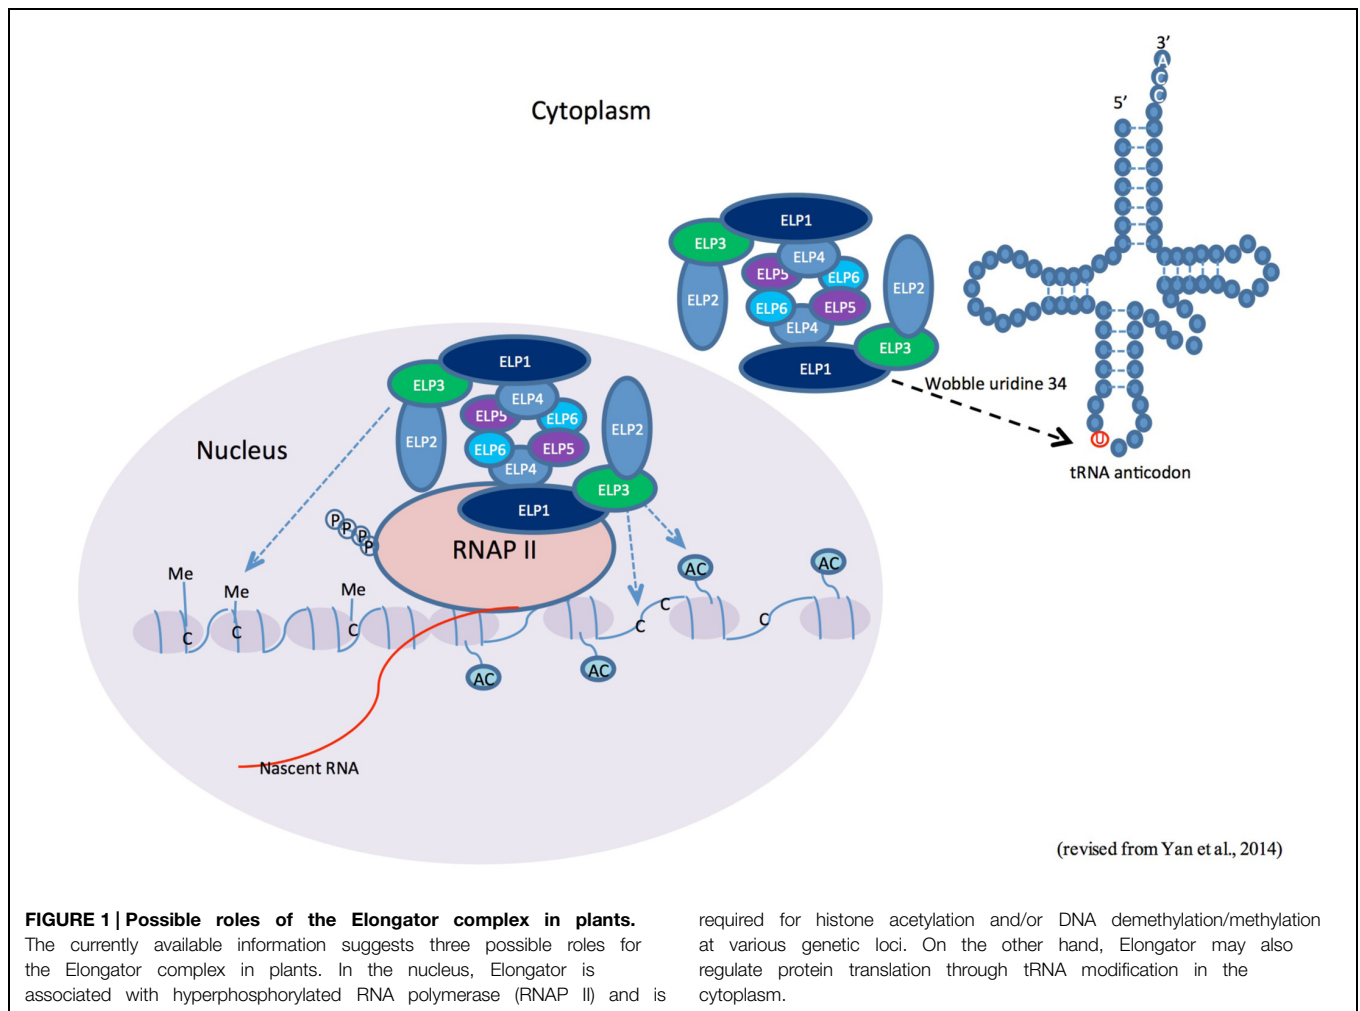 3’
A
C
C
5’
Cytoplasm
ELP1
ELP3
ELP4
ELP5
ELP6
ELP2
ELP2
ELP6
ELP5
ELP4
ELP3
ELP1
Wobble uridine 34
U
tRNA anticodon
Nucleus
ELP1
ELP3
ELP4
ELP5
ELP6
ELP2
ELP2
ELP6
ELP5
ELP4
ELP3
ELP1
P
P
P
P
RNAP II
Me
Me
Me
AC
AC
C
C
C
C
C
C
AC
AC
Nascent RNA
(revised from Yan et al., 2014)
FIGURE 1 | Possible roles of the Elongator complex in plants.
The currently available information suggests three possible roles for
the Elongator complex in plants. In the nucleus, Elongator is
associated with hyperphosphorylated RNA polymerase (RNAP II) and is
required for histone acetylation and/or DNA demethylation/methylation
at various genetic loci. On the other hand, Elongator may also
regulate protein translation through tRNA modification in the
cytoplasm.